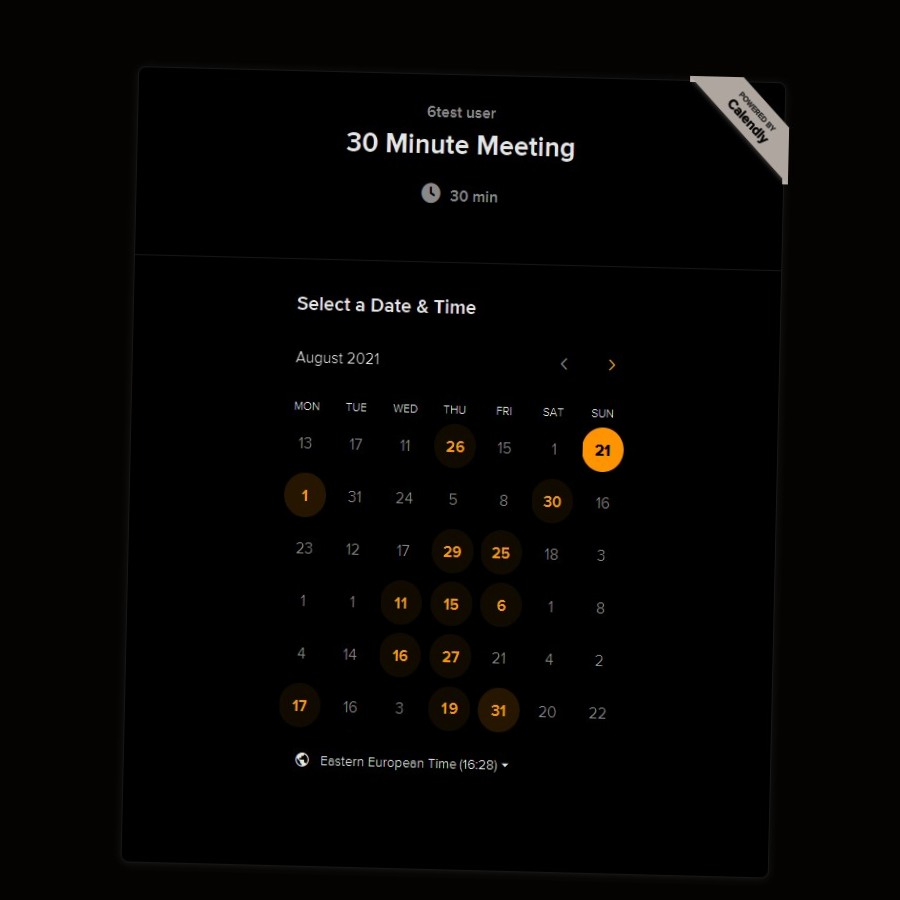 POWERED BY
Calendly
6test user
30 Minute Meeting
30 min
Select a Date & Time
August 2021
MON TUE WED THU FRI SAT SUN
13 17 11 26 15 1 21
1 31 24 5 8 30 16
23 12 17 29 25 18 3
1 1 11 15 6 1 8
4 14 16 27 21 4 2
17 16 3 19 31 20 22
Eastern European Time (16:28)